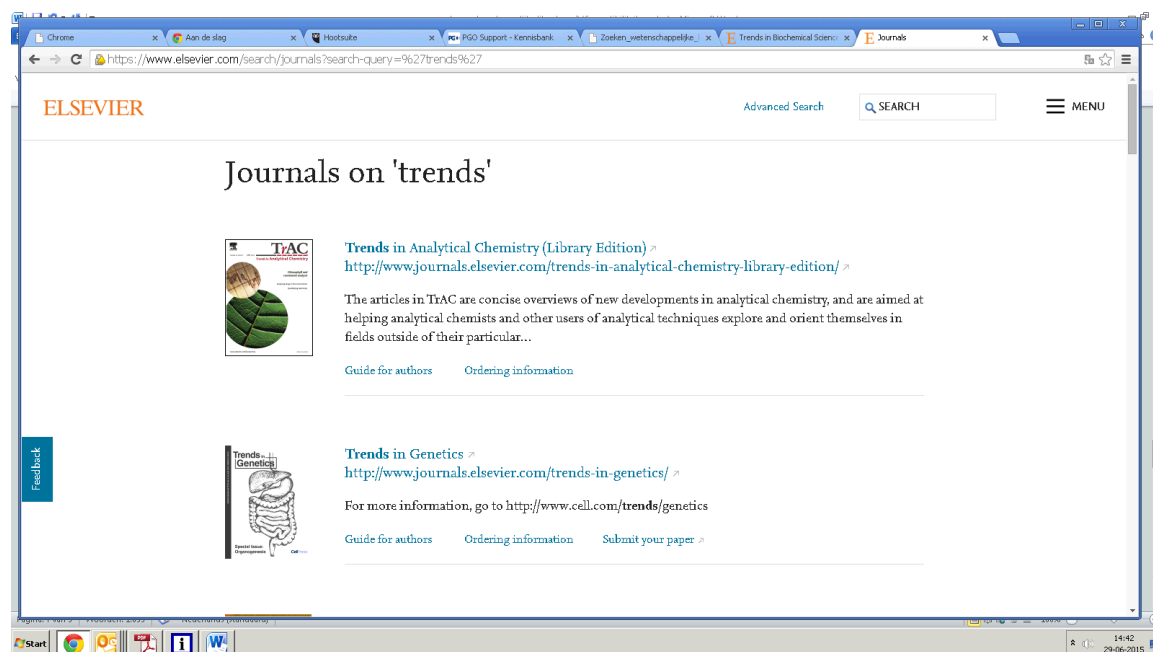 Chrome
Aan de slag
Hootsuite
PGO Support - Kennisbank
Zoeken_wetenschappelijke_
Trends in Biochemical Science
Journals
https://www.elsevier.com/search/journals?search-query=%27trends%27
ELSEVIER
Advanced Search
SEARCH
MENU
Journals on 'trends'
TrAC
Trends in Analytical Chemistry (Library Edition)
http://www.journals.elsevier.com/trends-in-analytical-chemistry-library-edition/
The articles in TrAC are concise overviews of new developments in analytical chemistry, and are aimed at
helping analytical chemists and other users of analytical techniques explore and orient themselves in
fields outside of their particular...
Guide for authors Ordering information
Feedback
Trends in
Genetics
Special Issue:
Organogenesis
Trends in Genetics
http://www.journals.elsevier.com/trends-in-genetics/
For more information, go to http://www.cell.com/trends/genetics
Guide for authors Ordering information Submit your paper
Start
14:42
29-06-2015